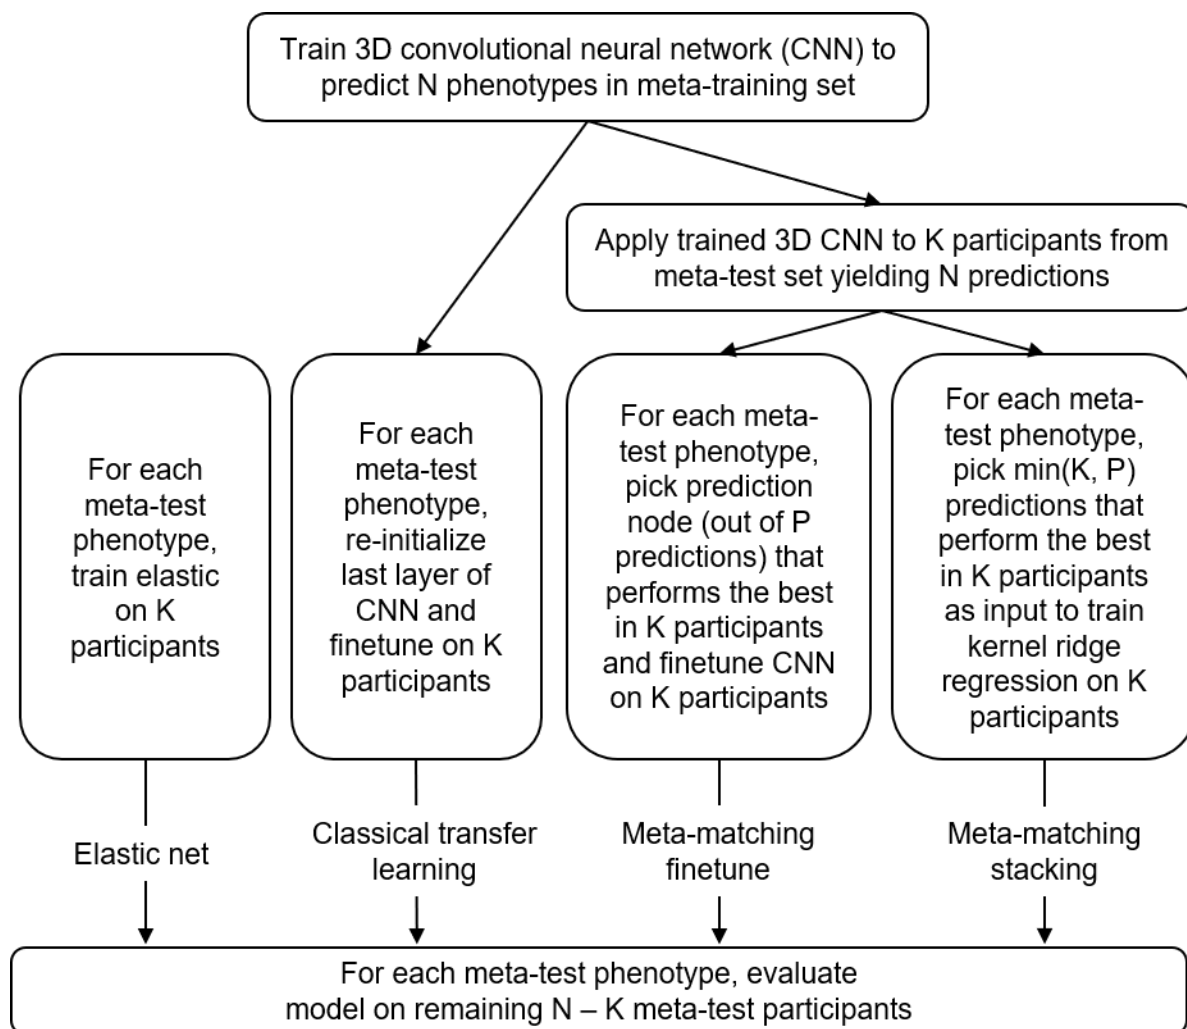 Train 3D convolutional neural network (CNN) to
predict N phenotypes in meta-training set
Apply trained 3D CNN to K participants from
meta-test set yielding N predictions
For each
meta-test
phenotype,
train elastic
on K
participants
For each
meta-test
phenotype,
re-initialize
last layer of
CNN and
finetune on K
participants
For each meta-
test phenotype,
pick prediction
node (out of P
predictions) that
performs the best
in K participants
and finetune CNN
on K participants
For each meta-
test phenotype,
pick min(K, P)
predictions that
perform the best
in K participants
as input to train
kernel ridge
regression on K
participants
Elastic net
Classical transfer
learning
Meta-matching
finetune
Meta-matching
stacking
For each meta-test phenotype, evaluate
model on remaining N – K meta-test participants